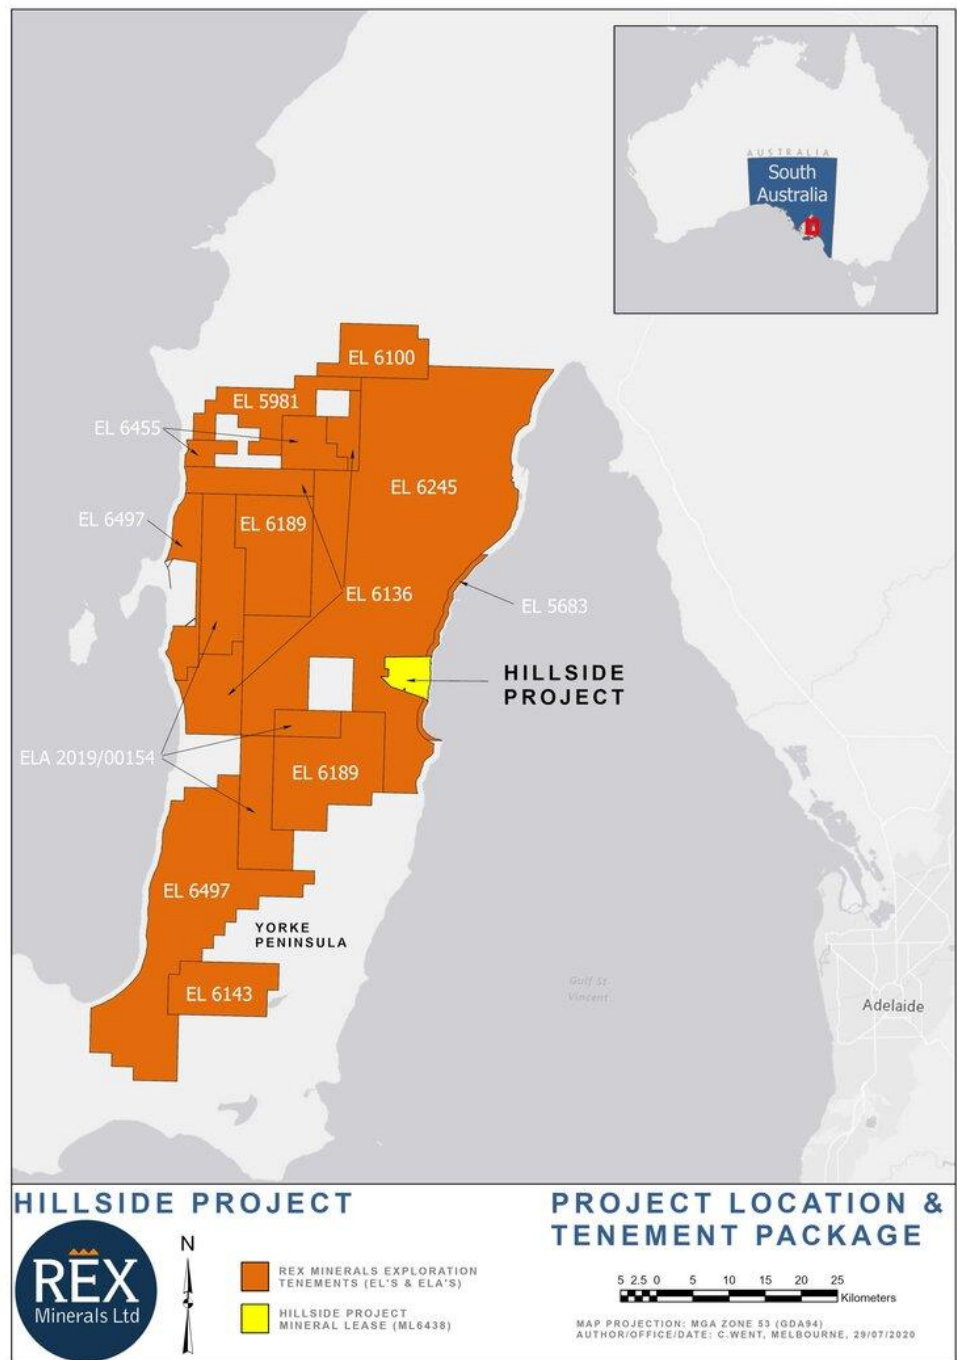 AUSTRALIA
South
Australia
EL 6100
EL 5981
EL 6455
EL 6245
EL 6497
EL 6189
EL 6136
EL 5683
HILLSIDE
PROJECT
ELA 2019/00154
EL 6189
EL 6497
YORKE
PENINSULA
EL 6143
Gulf St
Vincent
Adelaide
HILLSIDE PROJECT
REX
Minerals Ltd
N
REX MINERALS EXPLORATION
TENEMENTS (EL'S & ELA'S)
HILLSIDE PROJECT
MINERAL LEASE (ML6438)
PROJECT LOCATION &
TENEMENT PACKAGE
5 2.5 0 5 10 15 20 25
Kilometers
MAP PROJECTION: MGA ZONE 53 (GDA94)
AUTHOR/OFFICE/DATE: C.WENT, MELBOURNE, 29/07/2020